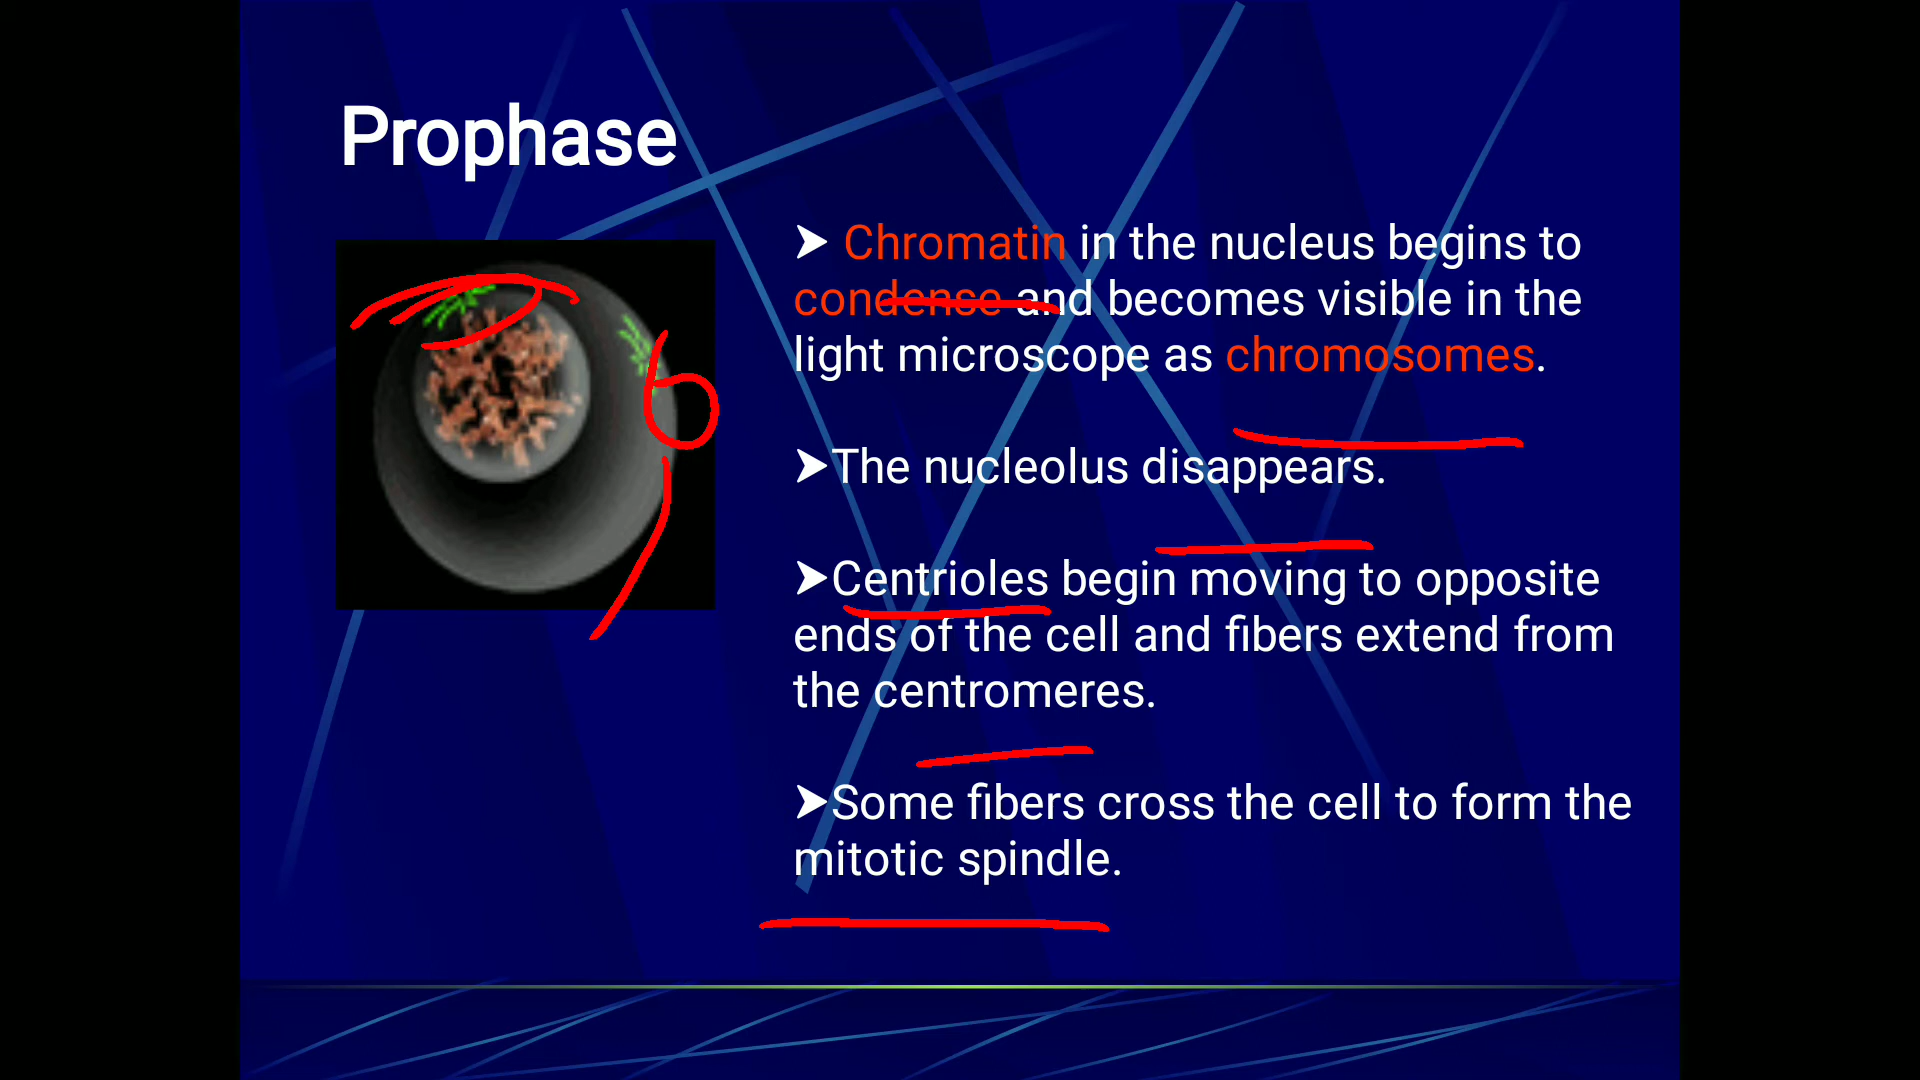 Prophase
➤ Chromatin in the nucleus begins to
condense and becomes visible in the
light microscope as chromosomes.
➤The nucleolus disappears.
➤Centrioles begin moving to opposite
ends of the cell and fibers extend from
the centromeres.
➤Some fibers cross the cell to form the
mitotic spindle.